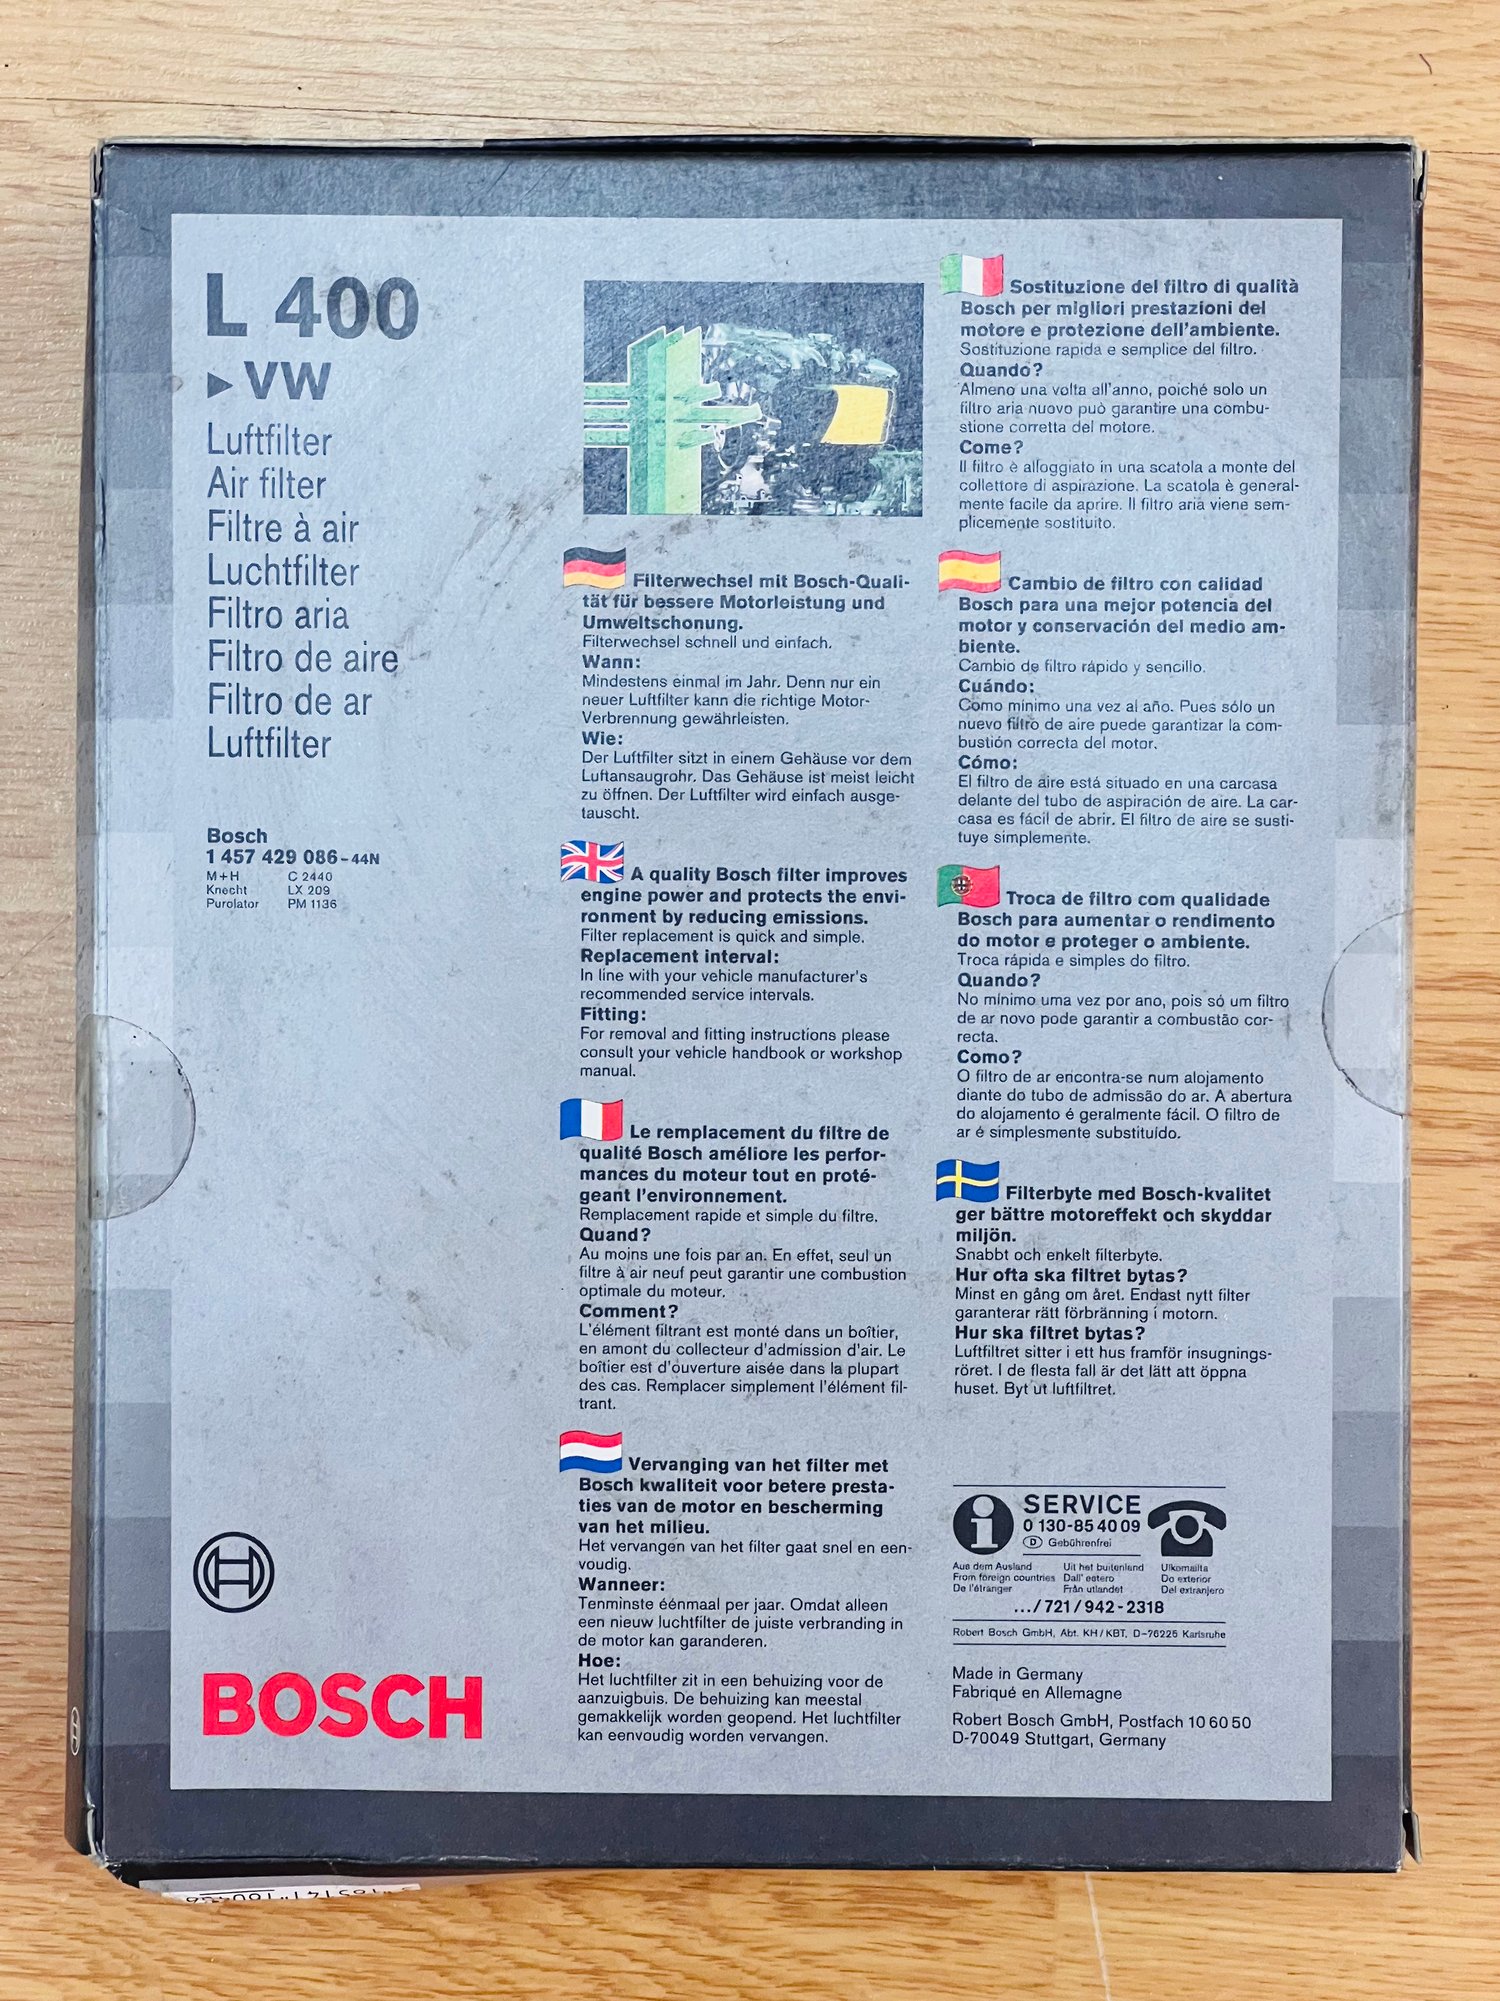 L 400
▸VW
Luftfilter
Air filter
Filtre à air
Luchtfilter
Filtro aria
Filtro de aire
Filtro de ar
Luftfilter
Bosch
1 457 429 086-44N
M+H C 2440
Knecht LX 209
Purolator PM 1136
BOSCH
Filterwechsel mit Bosch-Quali-
tät für bessere Motorleistung und
Umweltschonung.
Filterwechsel schnell und einfach.
Wann:
Mindestens einmal im Jahr. Denn nur ein
neuer Luftfilter kann die richtige Motor-
Verbrennung gewährleisten.
Wie:
Der Luftfilter sitzt in einem Gehäuse vor dem
Luftansaugrohr. Das Gehäuse ist meist leicht
zu öffnen. Der Luftfilter wird einfach ausge-
tauscht.
A quality Bosch filter improves
engine power and protects the envi-
ronment by reducing emissions.
Filter replacement is quick and simple.
Replacement interval:
In line with your vehicle manufacturer's
recommended service intervals.
Fitting:
For removal and fitting instructions please
consult your vehicle handbook or workshop
manual.
Le remplacement du filtre de
qualité Bosch améliore les perfor-
mances du moteur tout en proté-
geant l'environnement.
Remplacement rapide et simple du filtre.
Quand?
Au moins une fois par an. En effet, seul un
filtre à air neuf peut garantir une combustion
optimale du moteur.
Comment?
L'élément filtrant est monté dans un boîtier,
en amont du collecteur d'admission d'air. Le
boîtier est d'ouverture aisée dans la plupart
des cas. Remplacer simplement l'élément fil-
trant.
Vervanging van het filter met
Bosch kwaliteit voor betere presta-
ties van de motor en bescherming
van het milieu.
Het vervangen van het filter gaat snel en een-
voudig.
Wanneer:
Tenminste éénmaal per jaar. Omdat alleen
een nieuw luchtfilter de juiste verbranding in
de motor kan garanderen.
Hoe:
Het luchtfilter zit in een behuizing voor de
aanzuigbuis. De behuizing kan meestal
gemakkelijk worden geopend. Het luchtfilter
kan eenvoudig worden vervangen.
Sostituzione del filtro di qualità
Bosch per migliori prestazioni del
motore e protezione dell'ambiente.
Sostituzione rapida e semplice del filtro.
Quando?
Almeno una volta all'anno, poiché solo un
filtro aria nuovo può garantire una combu-
stione corretta del motore.
Come?
Il filtro è alloggiato in una scatola a monte del
collettore di aspirazione. La scatola è general-
mente facile da aprire. Il filtro aria viene sem-
plicemente sostituito.
Cambio de filtro con calidad
Bosch para una mejor potencia del
motor y conservación del medio am-
biente.
Cambio de filtro rápido y sencillo.
Cuándo:
Como mínimo una vez al año. Pues sólo un
nuevo filtro de aire puede garantizar la com-
bustión correcta del motor.
Cómo:
El filtro de aire está situado en una carcasa
delante del tubo de aspiración de aire. La car-
casa es fácil de abrir. El filtro de aire se susti-
tuye simplemente.
Troca de filtro com qualidade
Bosch para aumentar o rendimento
do motor e proteger o ambiente.
Troca rápida e simples do filtro.
Quando?
No mínimo uma vez por ano, pois só um filtro
de ar novo pode garantir a combustão cor-
recta.
Como?
O filtro de ar encontra-se num alojamento
diante do tubo de admissão do ar. A abertura
do alojamento é geralmente fácil. O filtro de
ar é simplesmente substituído.
Filterbyte med Bosch-kvalitet
ger bättre motoreffekt och skyddar
miljön.
Snabbt och enkelt filterbyte.
Hur ofta ska filtret bytas?
Minst en gång om året. Endast nytt filter
garanterar rätt förbränning i motorn.
Hur ska filtret bytas?
Luftfiltret sitter i ett hus framför insugnings-
röret. I de flesta fall är det lätt att öppna
huset. Byt ut luftfiltret.
i SERVICE
0 130-85 40 09
D Gebührenfrei
Aus dem Ausland Uit het buitenland Ulkomailta
From foreign countries Dall' estero Do exterior
De l'étranger Från utlandet Del extranjero
.../721/942-2318
Robert Bosch GmbH, Abt. KH/KBT, D-76225 Karlsruhe
Made in Germany
Fabriqué en Allemagne
Robert Bosch GmbH, Postfach 10 60 50
D-70049 Stuttgart, Germany